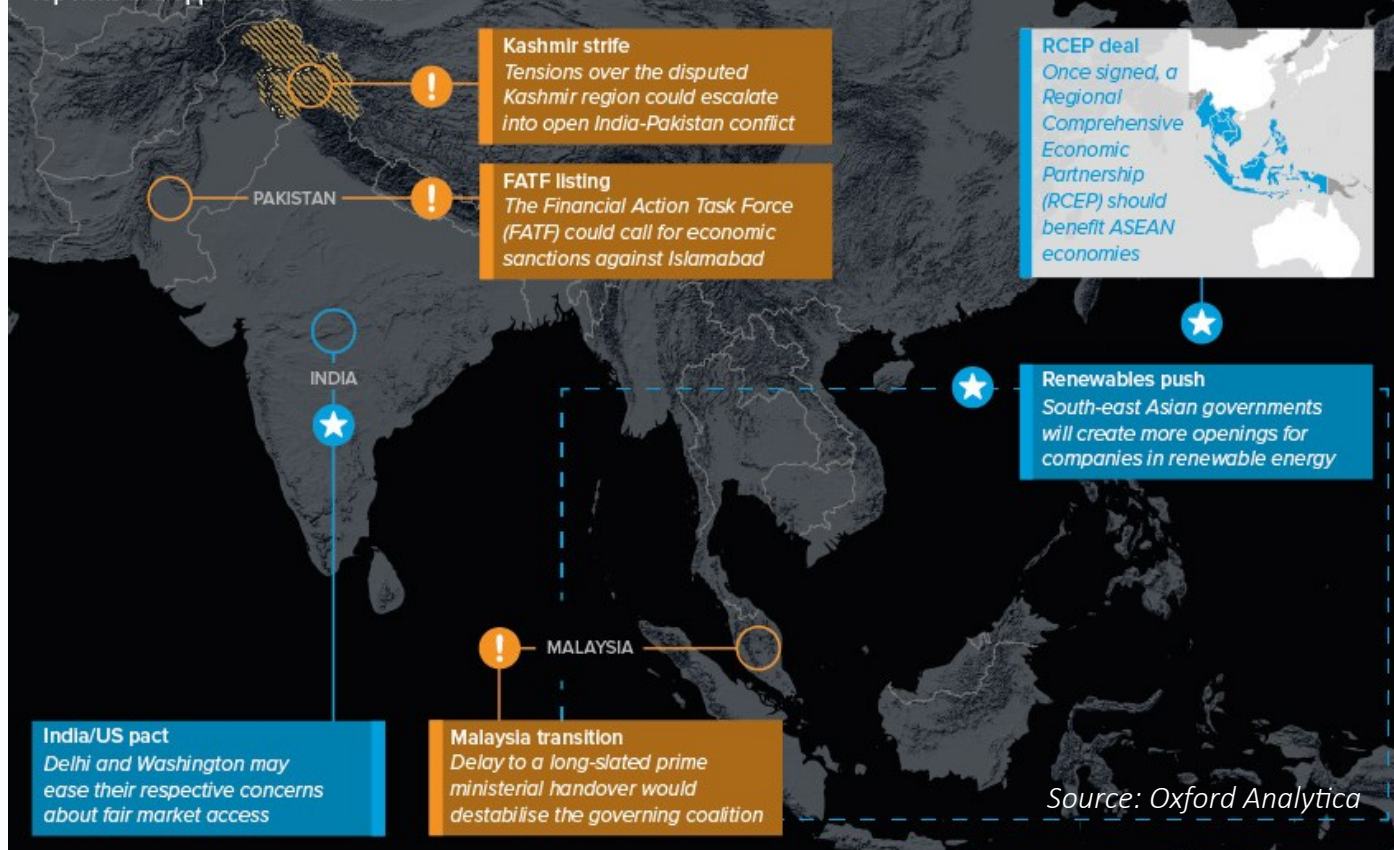 Kashmir strife
Tensions over the disputed
Kashmir region could escalate
into open India-Pakistan conflict
RCEP deal
Once signed, a
Regional
Comprehensive
Economic
Partnership
(RCEP) should
benefit ASEAN
economies
FATF listing
The Financial Action Task Force
(FATF) could call for economic
sanctions against Islamabad
PAKISTAN
INDIA
Renewables push
South-east Asian governments
will create more openings for
companies in renewable energy
MALAYSIA
India/US pact
Delhi and Washington may
ease their respective concerns
about fair market access
Malaysia transition
Delay to a long-slated prime
ministerial handover would
destabilise the governing coalition
Source: Oxford Analytica